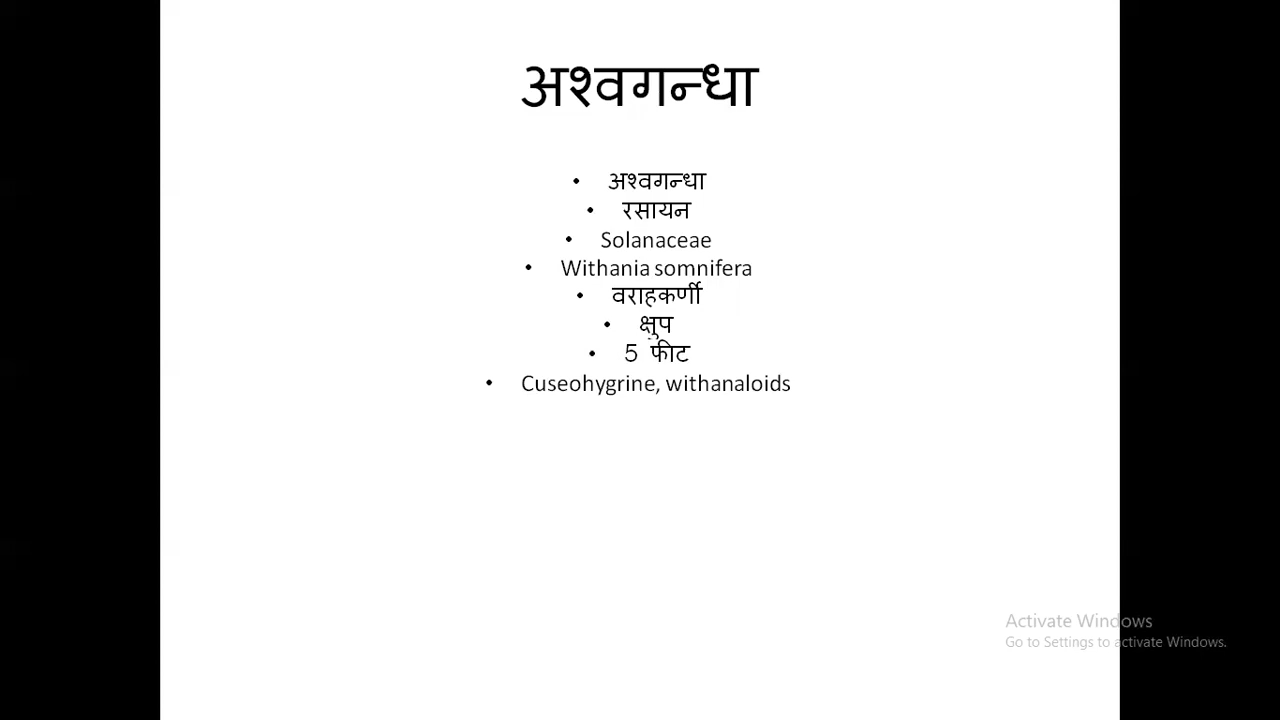 अश्वगन्धा
• अश्वगन्धा
• रसायन
• Solanaceae
• Withania somnifera
• वराहकर्णी
• क्षुप
• 5 फीट
• Cuseohygrine, withanaloids
Activate Windows
Go to Settings to activate Windows.